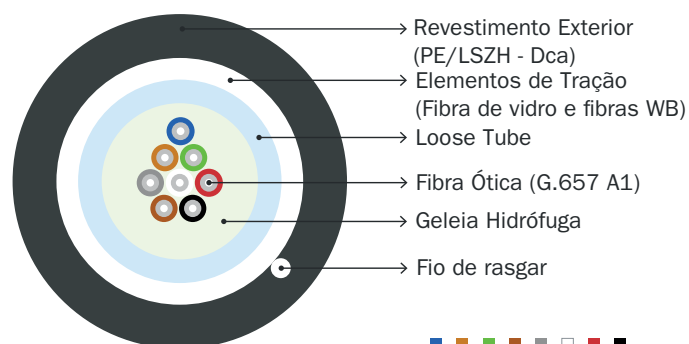 Revestimento Exterior
(PE/LSZH - Dca)
Elementos de Tração
(Fibra de vidro e fibras WB)
Loose Tube
Fibra Ótica (G.657 A1)
Geleia Hidrófuga
Fio de rasgar